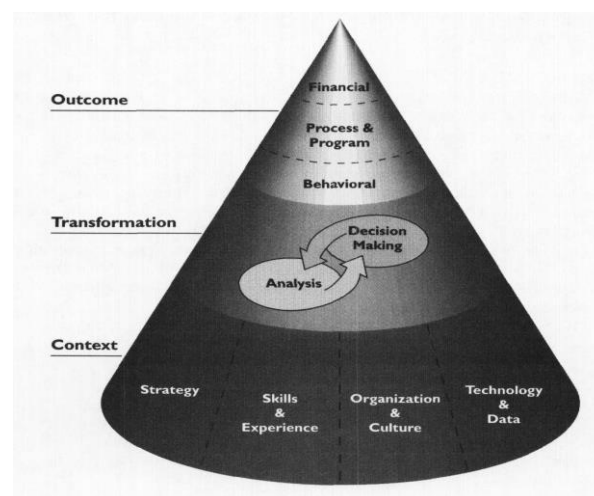 Financial
Outcome
Process &
Program
Behavioral
Transformation
Decision
Making
Analysis
Context
Strategy
Skills
&
Experience
Organization
&
Culture
Technology
&
Data